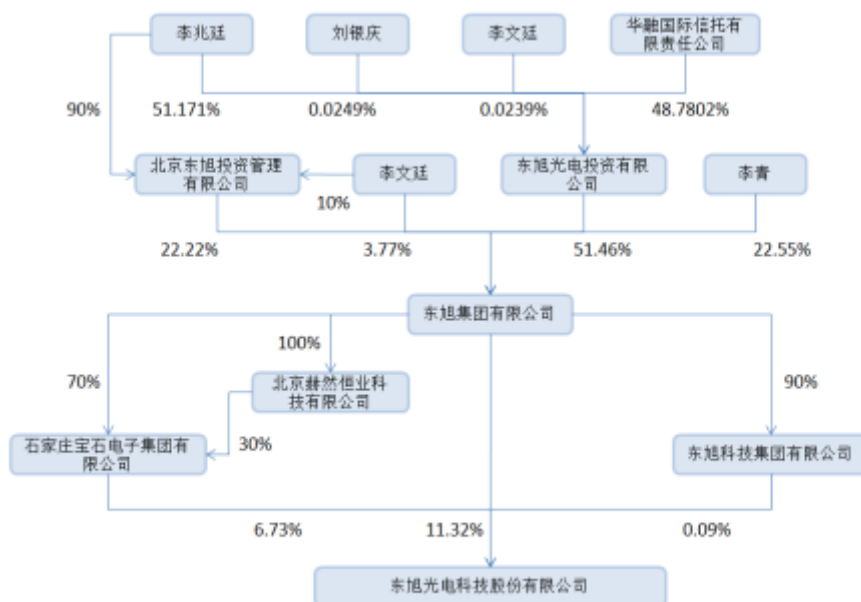 李兆廷
刘银庆
李文廷
华融国际信托有
限责任公司
90%
51.171%
0.0249%
0.0239%
48.7802%
北京东旭投资管理
有限公司
李文廷
东旭光电投资有限
公司
李青
10%
22.22%
3.77%
51.46%
22.55%
东旭集团有限公司
100%
70%
北京赫然恒业科
技有限公司
90%
30%
石家庄宝石电子集团有
限公司
东旭科技集团有限公司
6.73%
11.32%
0.09%
东旭光电科技股份有限公司